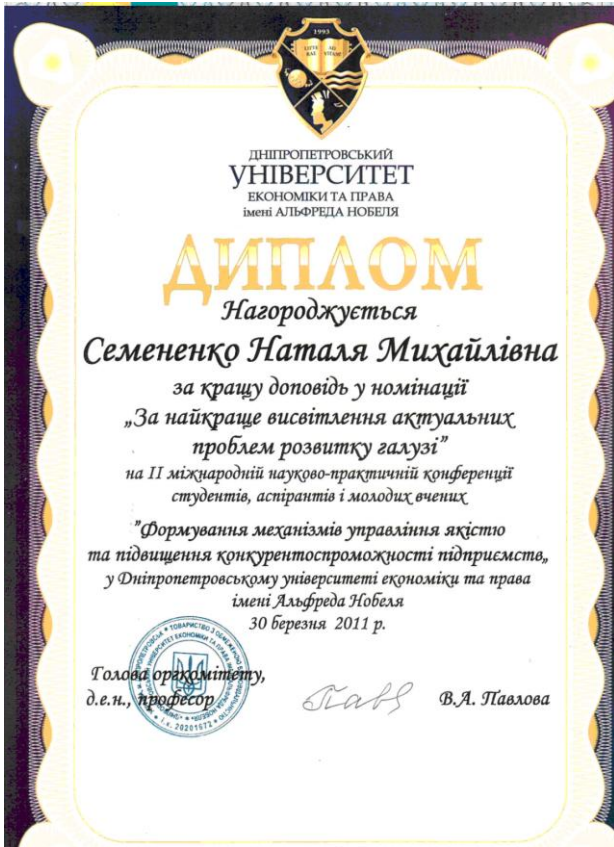 1993
ДНІПРОПЕТРОВСЬКИЙ
УНІВЕРСИТЕТ
ЕКОНОМІКИ ТА ПРАВА
імені АЛЬФРЕДА НОБЕЛЯ
ДИПЛОМ
Нагороджується
Семененко Наталя Михайлівна
за кращу доповідь у номінації
„За найкраще висвітлення актуальних
проблем розвитку галузі”
на II міжнародній науково-практичній конференції
студентів, аспірантів і молодих вчених
”Формування механізмів управління якістю
та підвищення конкурентоспроможності підприємств„
у Дніпропетровському університеті економіки та права
імені Альфреда Нобеля
30 березня 2011 р.
Голова оргкомітету,
д.е.н., професор
В.А. Павлова